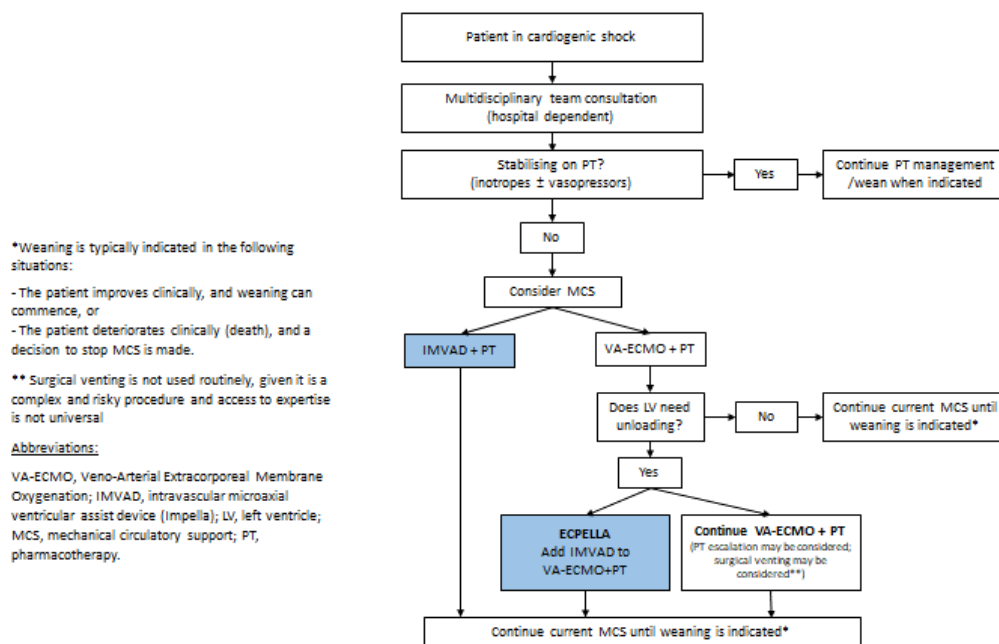 Patient in cardiogenic shock
Multidisciplinary team consultation
(hospital dependent)
Stabilising on PT?
(inotropes ± vasopressors)
Yes
Continue PT management
/wean when indicated
No
Consider MCS
IMVAD + PT
VA-ECMO + PT
Does LV need
unloading?
No
Continue current MCS until
weaning is indicated*
Yes
ECPELLA
Add IMVAD to
VA-ECMO+PT
Continue VA-ECMO + PT
(PT escalation may be considered;
surgical venting may be
considered**)
Continue current MCS until weaning is indicated*
*Weaning is typically indicated in the following
situations:
- The patient improves clinically, and weaning can
commence, or
- The patient deteriorates clinically (death), and a
decision to stop MCS is made.
** Surgical venting is not used routinely, given it is a
complex and risky procedure and access to expertise
is not universal
Abbreviations:
VA-ECMO, Veno-Arterial Extracorporeal Membrane
Oxygenation; IMVAD, intravascular microaxial
ventricular assist device (Impella); LV, left ventricle;
MCS, mechanical circulatory support; PT,
pharmacotherapy.